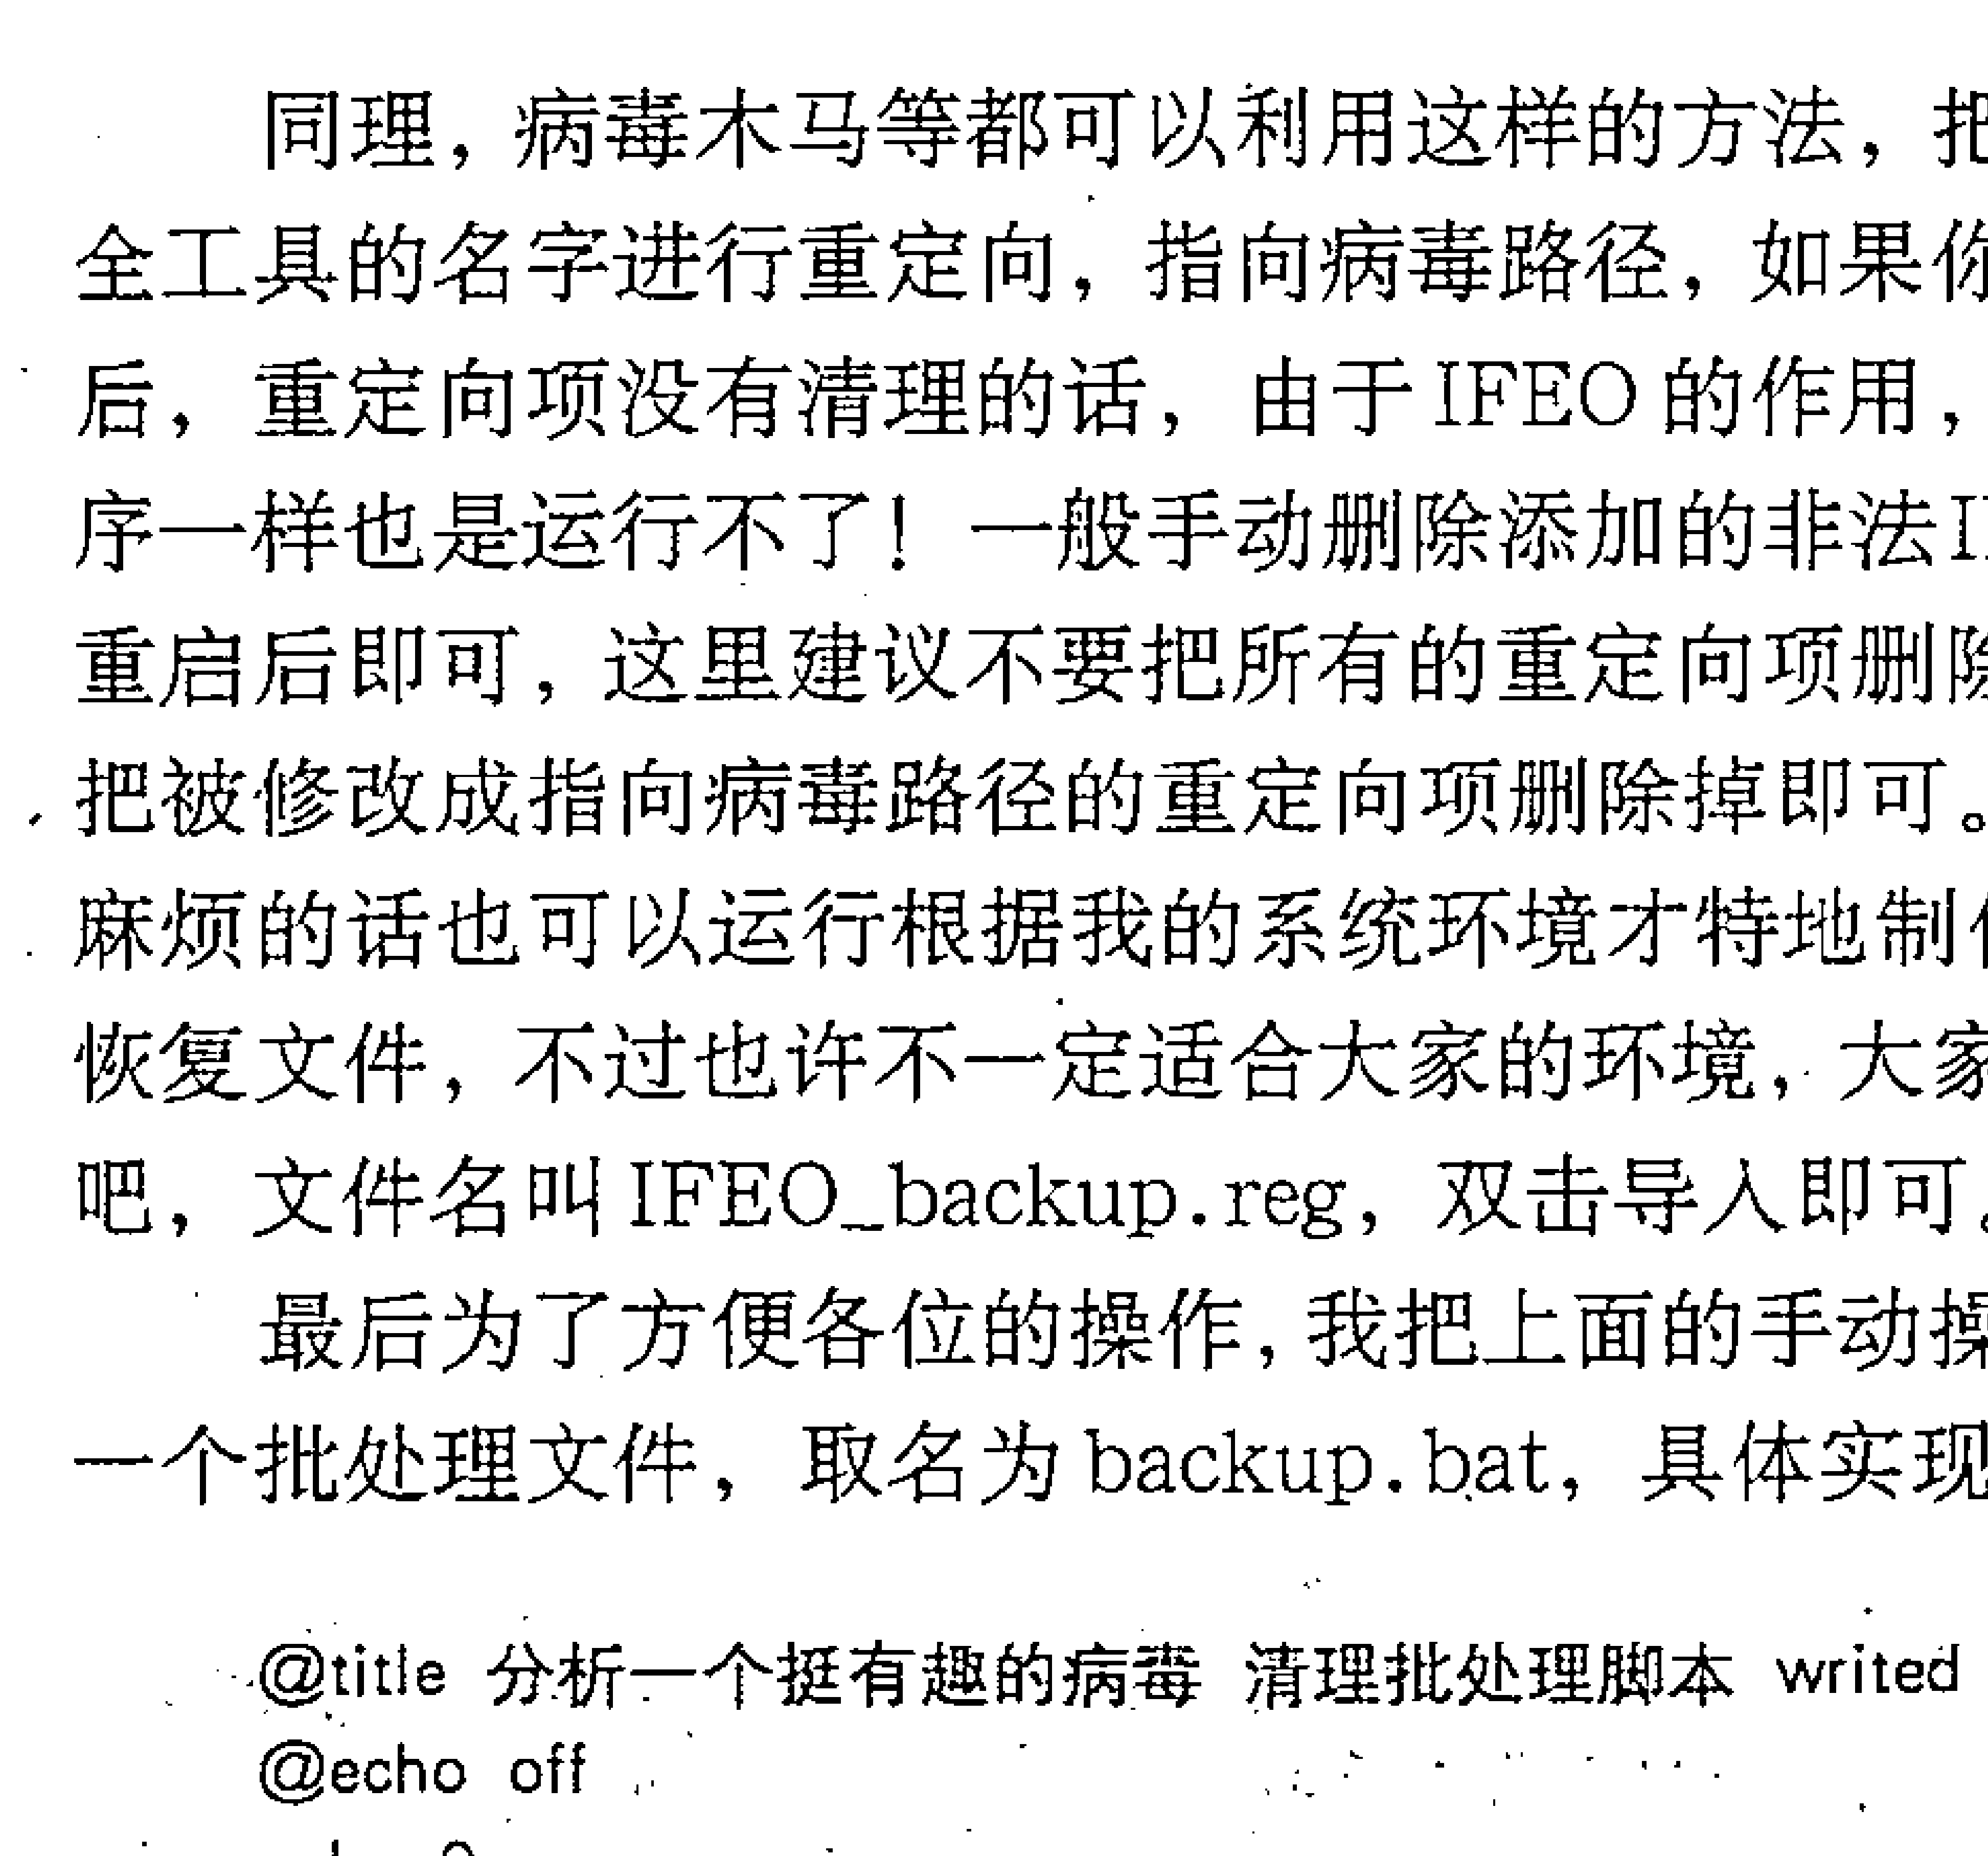 同理，病毒木马等都可以利用这样的方法，把
全工具的名字进行重定向，指向病毒路径，如果你
后，重定向项没有清理的话，由于IFEO的作用，
序一样也是运行不了！一般手动删除添加的非法I
重启后即可，这里建议不要把所有的重定向项删除
把被修改成指向病毒路径的重定向项删除掉即可。
麻烦的话也可以运行根据我的系统环境才特地制作
恢复文件，不过也许不一定适合大家的环境，大家
吧，文件名叫IFEO_backup.reg，双击导入即可。
最后为了方便各位的操作，我把上面的手动操
一个批处理文件，取名为backup.bat，具体实现
@title 分析一个挺有趣的病毒 清理批处理脚本 writed
@echo off